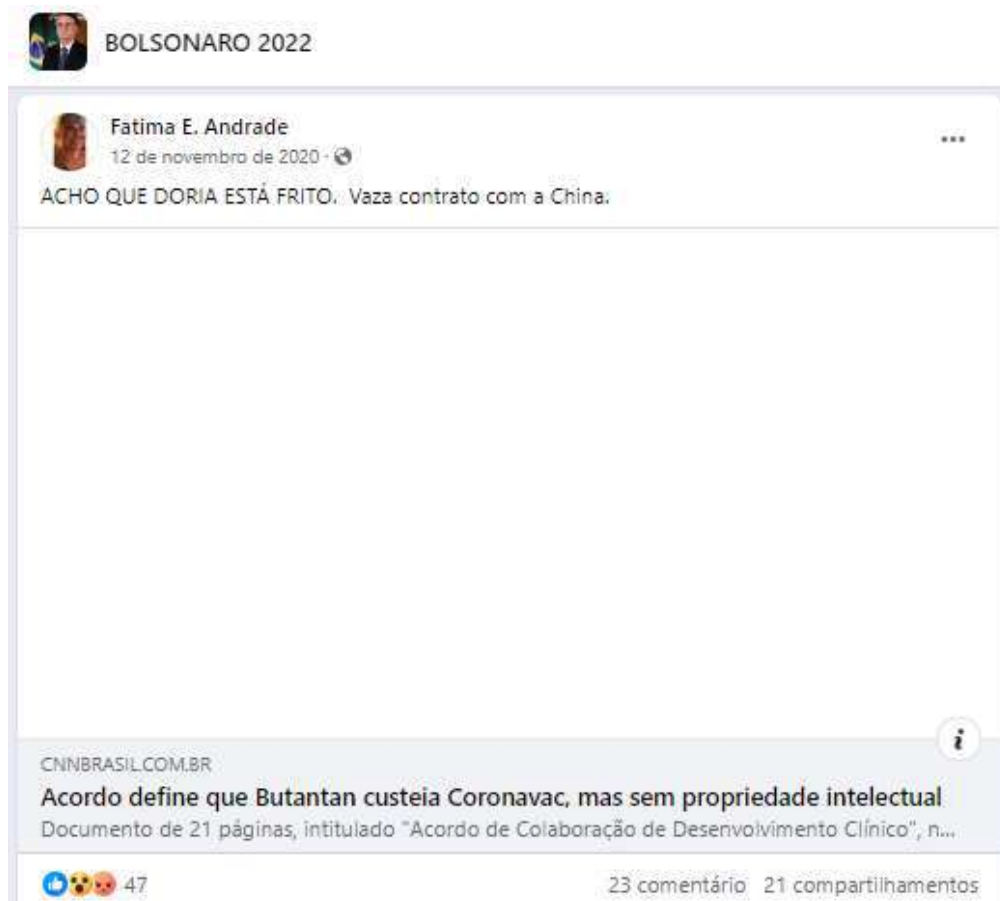 BOLSONARO 2022
Fatima E. Andrade
12 de novembro de 2020 ·
ACHO QUE DORIA ESTÁ FRITO. Vaza contrato com a China.
i
CNNBRASIL.COM.BR
Acordo define que Butantan custeia Coronavac, mas sem propriedade intelectual
Documento de 21 páginas, intitulado "Acordo de Colaboração de Desenvolvimento Clínico", n...
47
23 comentário 21 compartilhamentos